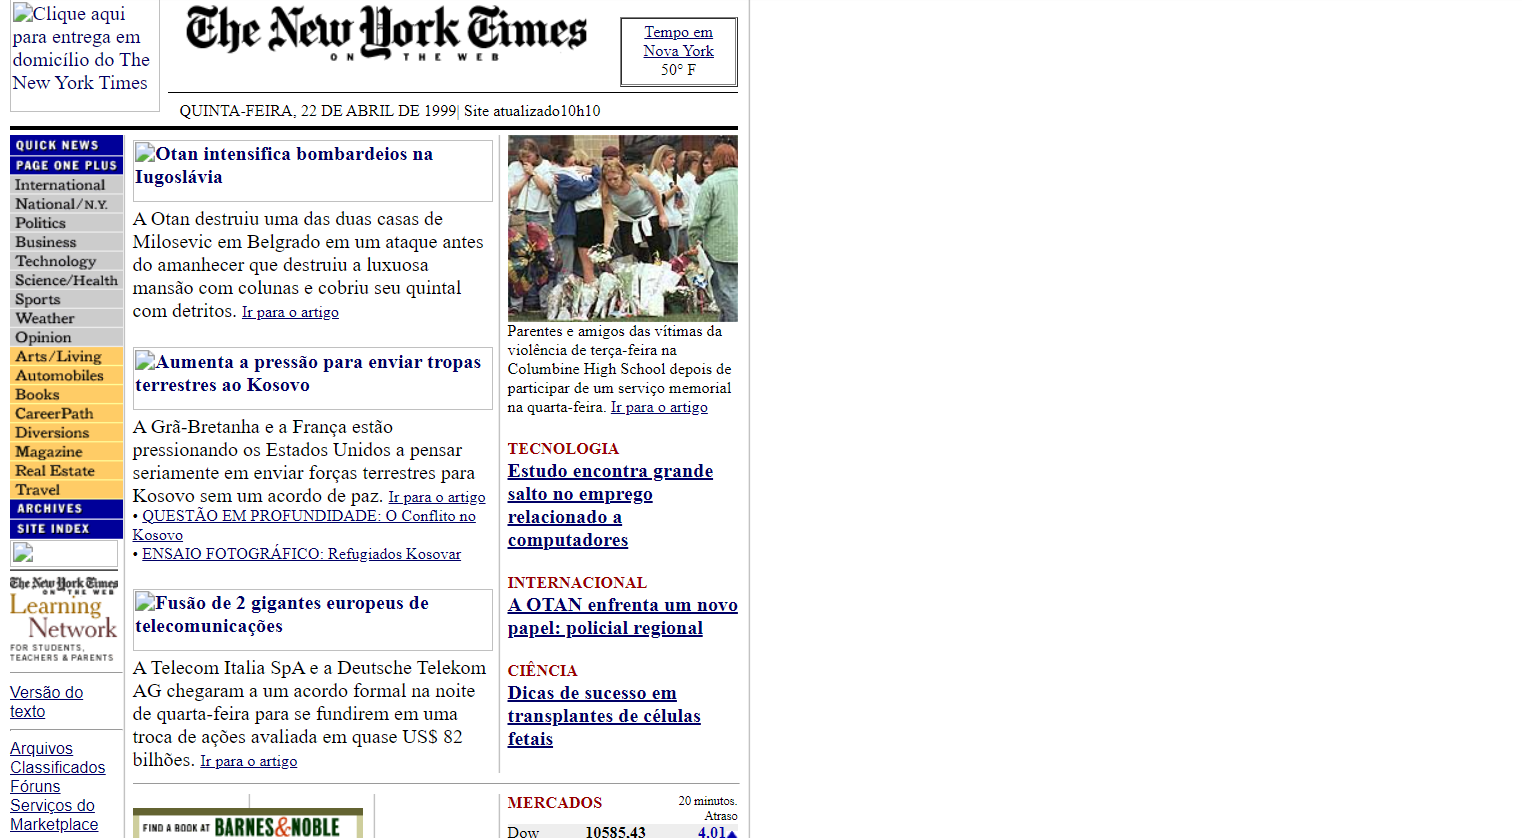 Clique aqui
para entrega em
domicílio do The
New York Times
The New York Times
ON THE WEB
Tempo em
Nova York
50° F
QUINTA-FEIRA, 22 DE ABRIL DE 1999| Site atualizado10h10
QUICK NEWS
PAGE ONE PLUS
International
National/N.Y.
Politics
Business
Technology
Science/Health
Sports
Weather
Opinion
Arts/Living
Automobiles
Books
CareerPath
Diversions
Magazine
Real Estate
Travel
ARCHIVES
SITE INDEX
The New York Times
ON THE WEB
Learning
Network
FOR STUDENTS,
TEACHERS & PARENTS
Versão do
texto
Arquivos
Classificados
Fóruns
Serviços do
Marketplace
Otan intensifica bombardeios na
Iugoslávia
A Otan destruiu uma das duas casas de
Milosevic em Belgrado em um ataque antes
do amanhecer que destruiu a luxuosa
mansão com colunas e cobriu seu quintal
com detritos. Ir para o artigo
Aumenta a pressão para enviar tropas
terrestres ao Kosovo
A Grã-Bretanha e a França estão
pressionando os Estados Unidos a pensar
seriamente em enviar forças terrestres para
Kosovo sem um acordo de paz. Ir para o artigo
• QUESTÃO EM PROFUNDIDADE: O Conflito no
Kosovo
• ENSAIO FOTOGRÁFICO: Refugiados Kosovar
Fusão de 2 gigantes europeus de
telecomunicações
A Telecom Italia SpA e a Deutsche Telekom
AG chegaram a um acordo formal na noite
de quarta-feira para se fundirem em uma
troca de ações avaliada em quase US$ 82
bilhões. Ir para o artigo
FIND A BOOK AT BARNES&NOBLE
Parentes e amigos das vítimas da
violência de terça-feira na
Columbine High School depois de
participar de um serviço memorial
na quarta-feira. Ir para o artigo
TECNOLOGIA
Estudo encontra grande
salto no emprego
relacionado a
computadores
INTERNACIONAL
A OTAN enfrenta um novo
papel: policial regional
CIÊNCIA
Dicas de sucesso em
transplantes de células
fetais
MERCADOS 20 minutos.
Atraso
Dow 10585.43 4.01